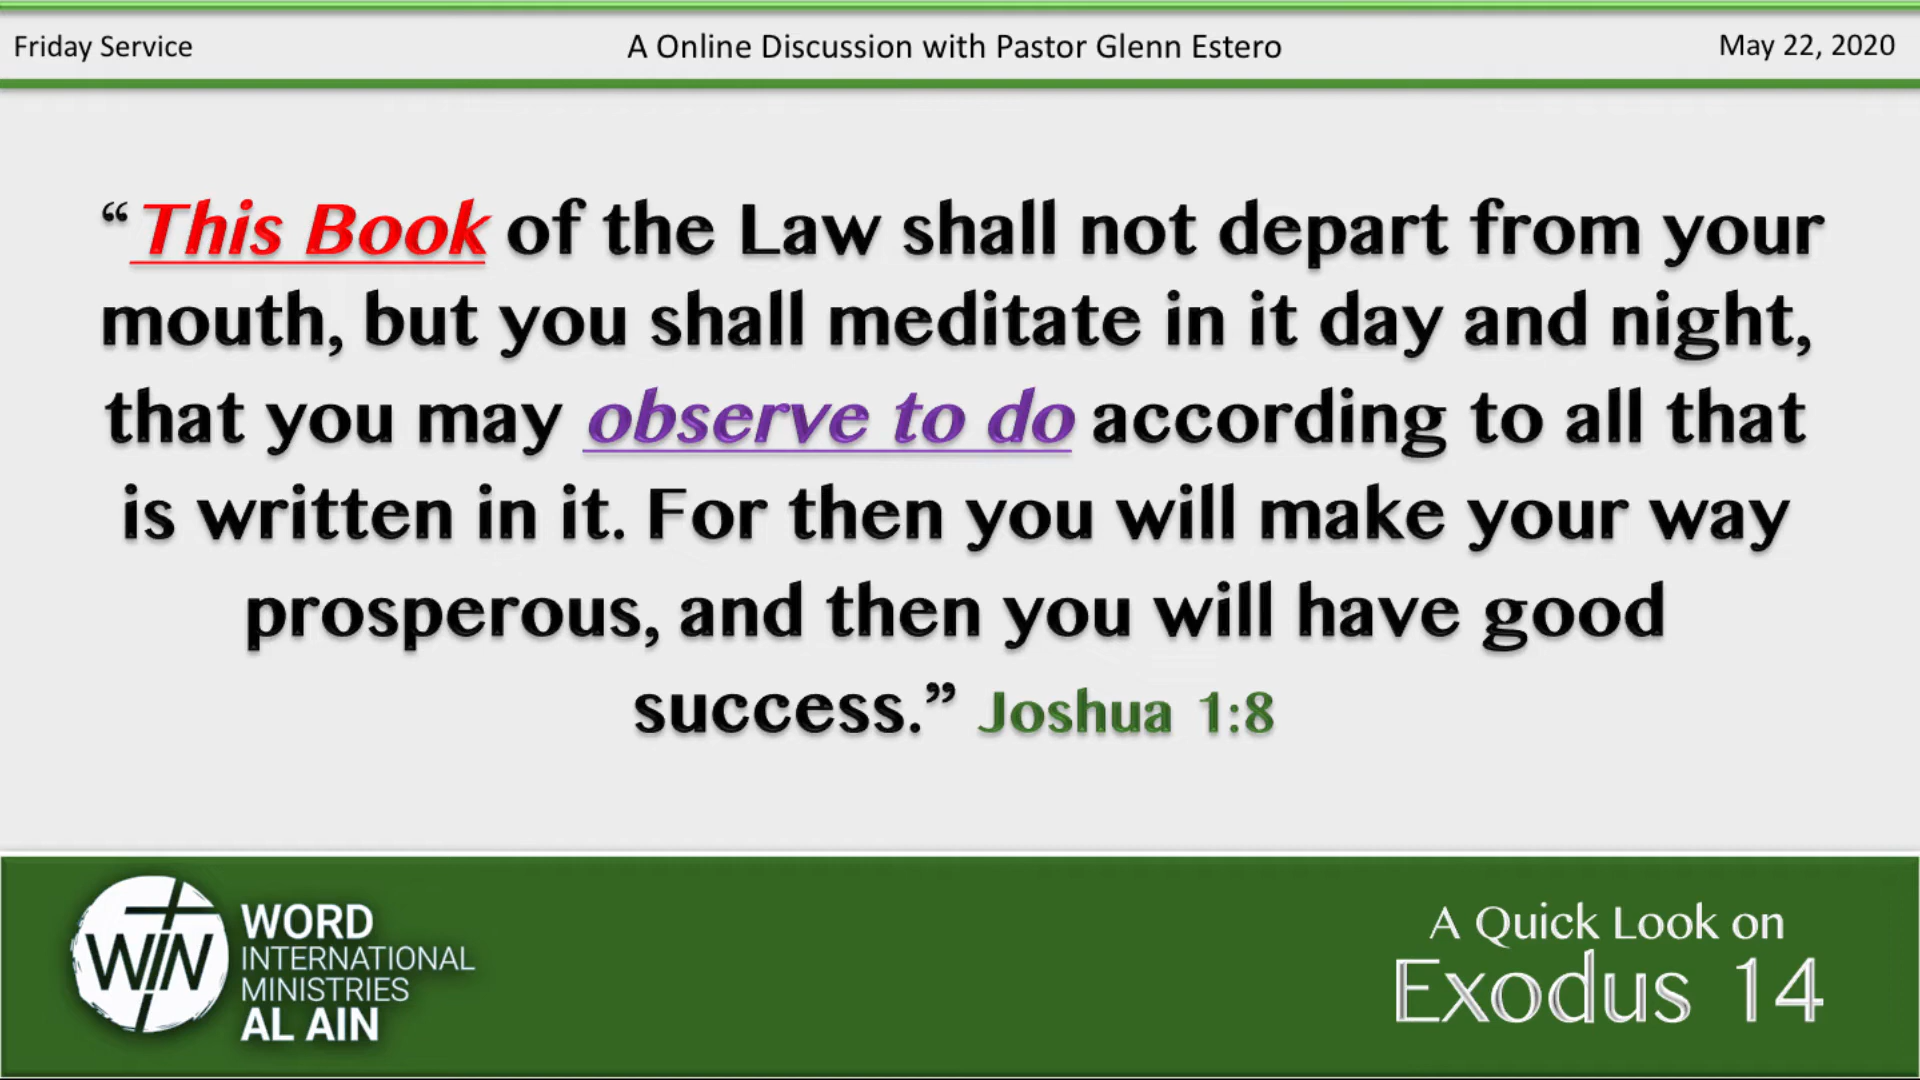 Friday Service
A Online Discussion with Pastor Glenn Estero
May 22, 2020
“This Book of the Law shall not depart from your
mouth, but you shall meditate in it day and night,
that you may observe to do according to all that
is written in it. For then you will make your way
prosperous, and then you will have good
success.” Joshua 1:8
WIN
WORD
INTERNATIONAL
MINISTRIES
AL AIN
A Quick Look on
Exodus 14